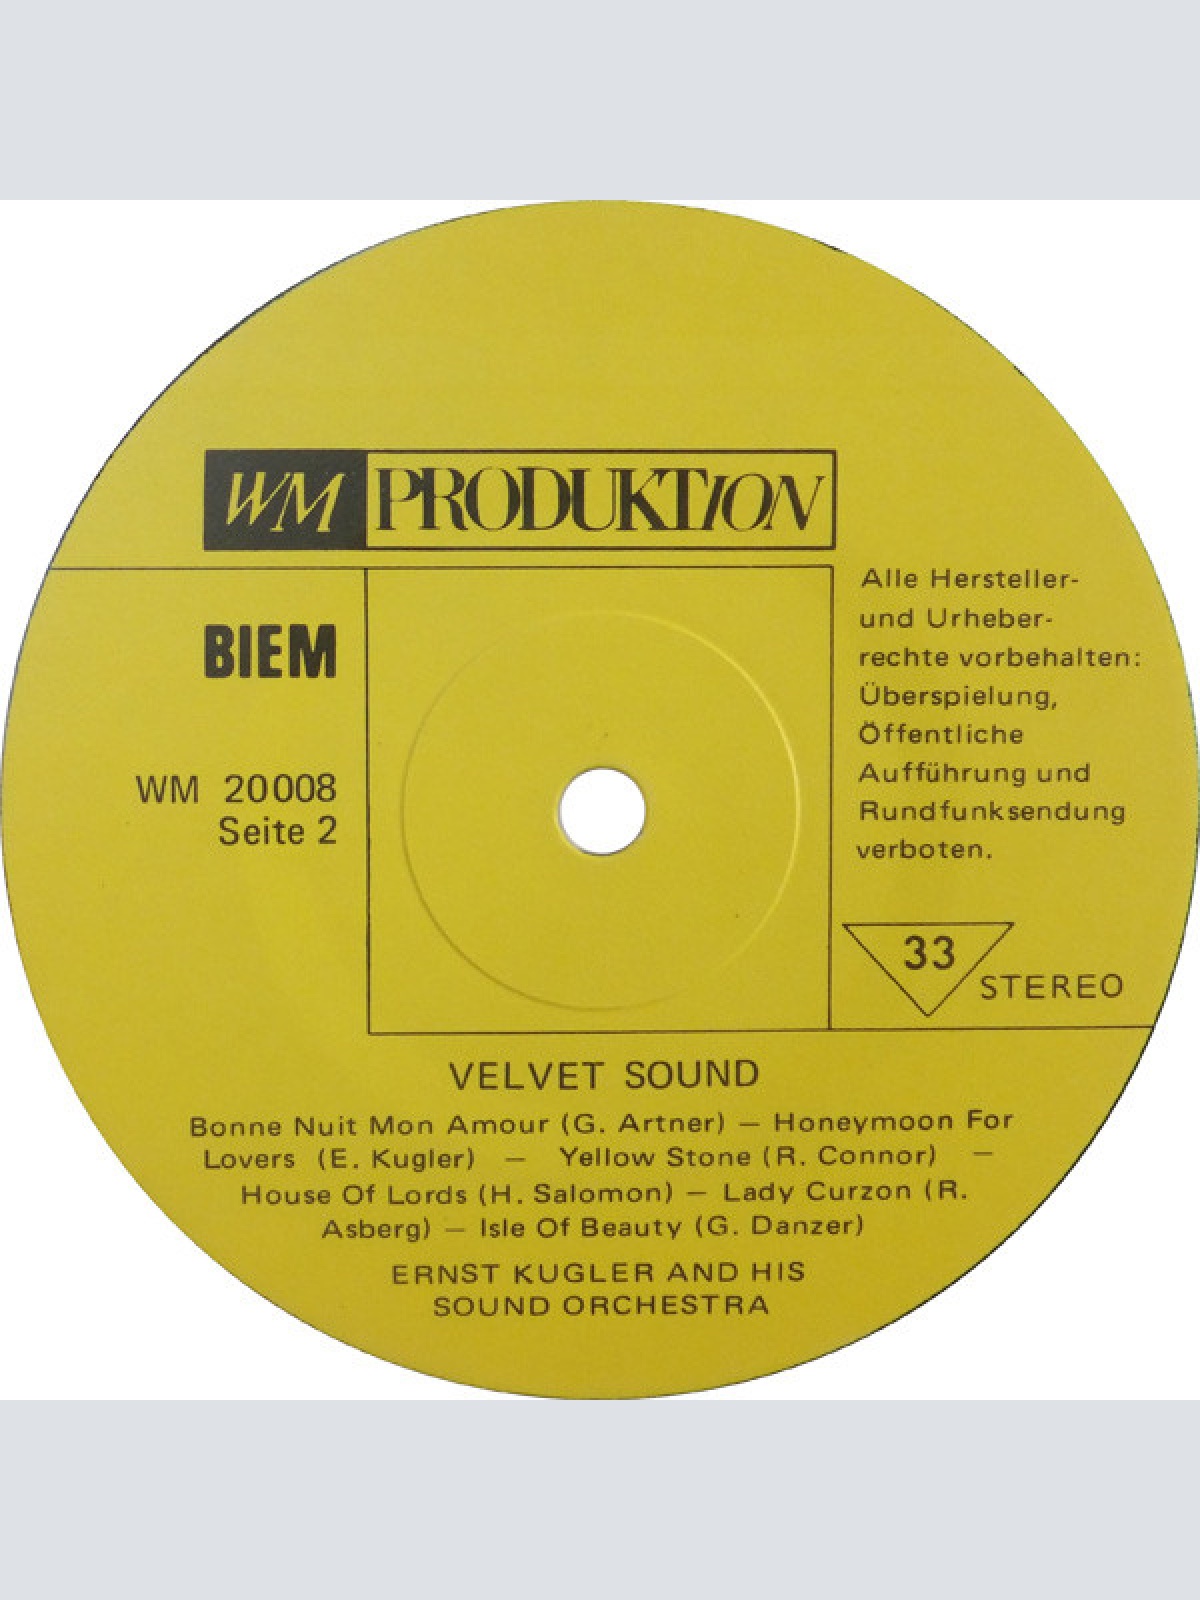 WM PRODUKTION
BIEM
WM 20008
Seite 2
Alle Hersteller-
und Urheber-
rechte vorbehalten:
Überspielung,
Öffentliche
Aufführung und
Rundfunksendung
verboten.
33
STEREO
VELVET SOUND
Bonne Nuit Mon Amour (G. Artner) — Honeymoon For
Lovers (E. Kugler) — Yellow Stone (R. Connor) —
House Of Lords (H. Salomon) — Lady Curzon (R.
Asberg) — Isle Of Beauty (G. Danzer)
ERNST KUGLER AND HIS
SOUND ORCHESTRA